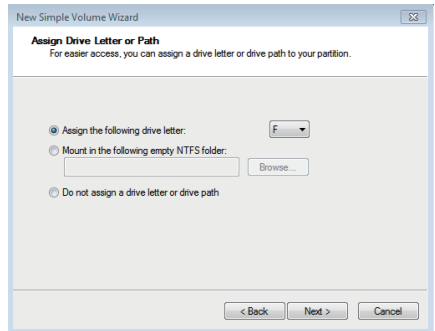 New Simple Volume Wizard
Assign Drive Letter or Path
For easier access, you can assign a drive letter or drive path to your partition.
Assign the following drive letter: F
Mount in the following empty NTFS folder:
Browse...
Do not assign a drive letter or drive path
< Back Next > Cancel